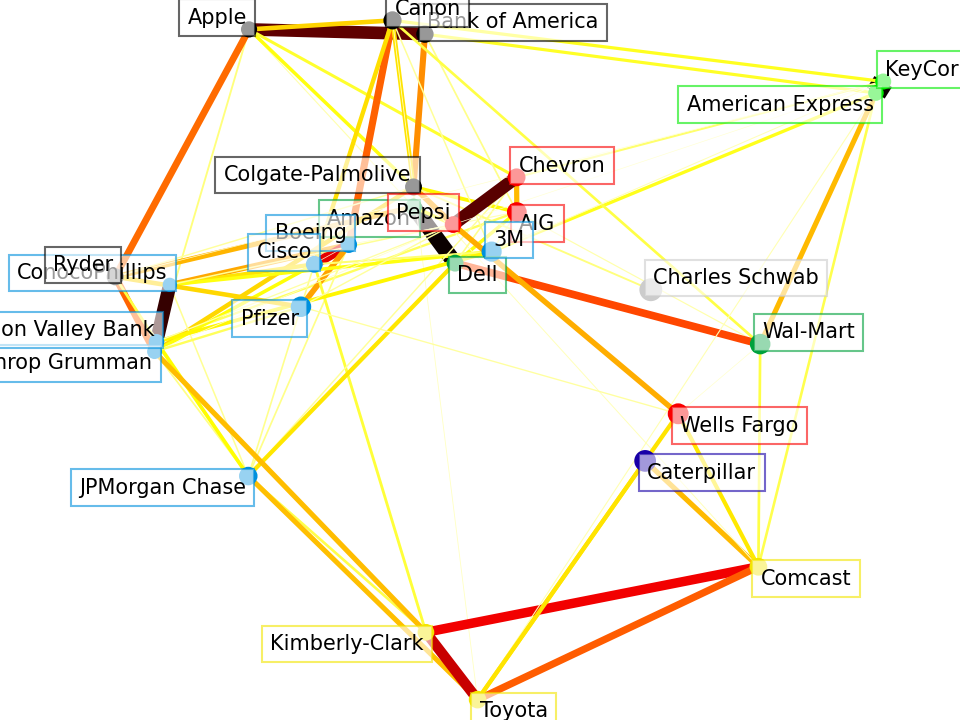 Canon
Apple
Bank of America
KeyCor
American Express
Chevron
Colgate-Palmolive
Pepsi
Amazon
AIG
Boeing
3M
Cisco
Ryder
ConocoPhillips
Dell
Charles Schwab
Pfizer
on Valley Bank
Wal-Mart
hrop Grumman
Wells Fargo
Caterpillar
JPMorgan Chase
Comcast
Kimberly-Clark
Toyota